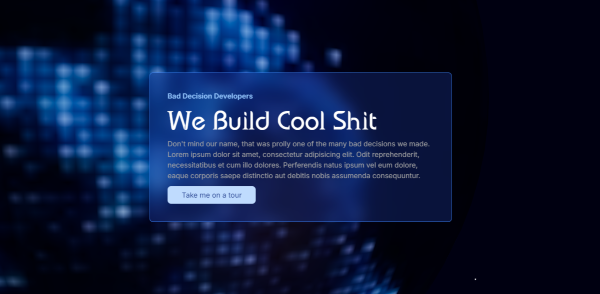 Bad Decision Developers
We Build Cool Shit
Don't mind our name, that was prolly one of the many bad decisions we made.
Lorem ipsum dolor sit amet, consectetur adipisicing elit. Odit reprehenderit,
necessitatibus et cum illo dolores. Perferendis natus ipsum vel eum dolore,
eaque corporis saepe distinctio aut debitis nobis assumenda consequuntur.
Take me on a tour